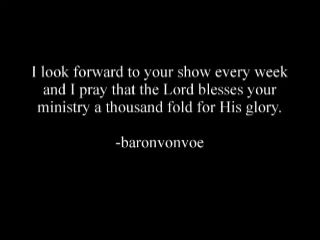 I look forward to your show every week
and I pray that the Lord blesses your
ministry a thousand fold for His glory.
-baronvonvoe